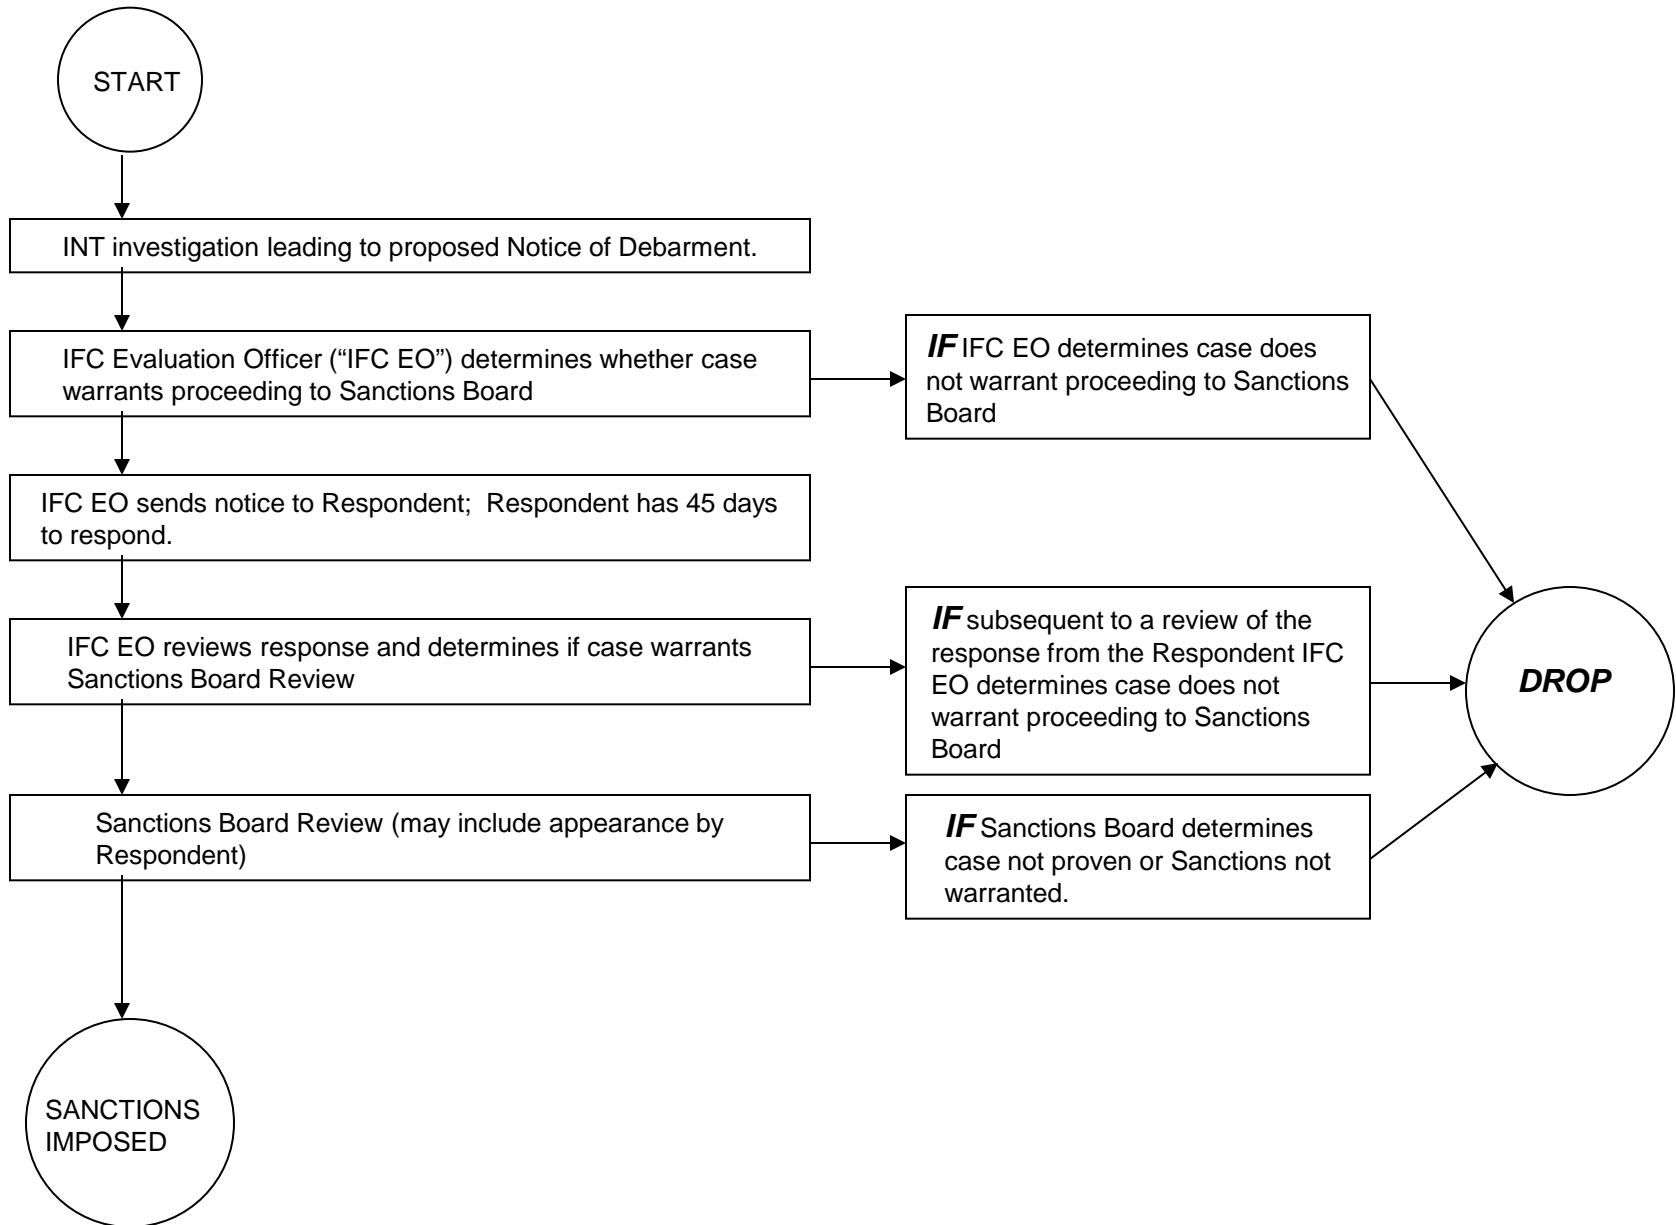 START
INT investigation leading to proposed Notice of Debarment.
IFC Evaluation Officer (“IFC EO”) determines whether case
warrants proceeding to Sanctions Board
IF IFC EO determines case does
not warrant proceeding to Sanctions
Board
IFC EO sends notice to Respondent; Respondent has 45 days
to respond.
IFC EO reviews response and determines if case warrants
Sanctions Board Review
IF subsequent to a review of the
response from the Respondent IFC
EO determines case does not
warrant proceeding to Sanctions
Board
DROP
Sanctions Board Review (may include appearance by
Respondent)
IF Sanctions Board determines
case not proven or Sanctions not
warranted.
SANCTIONS
IMPOSED